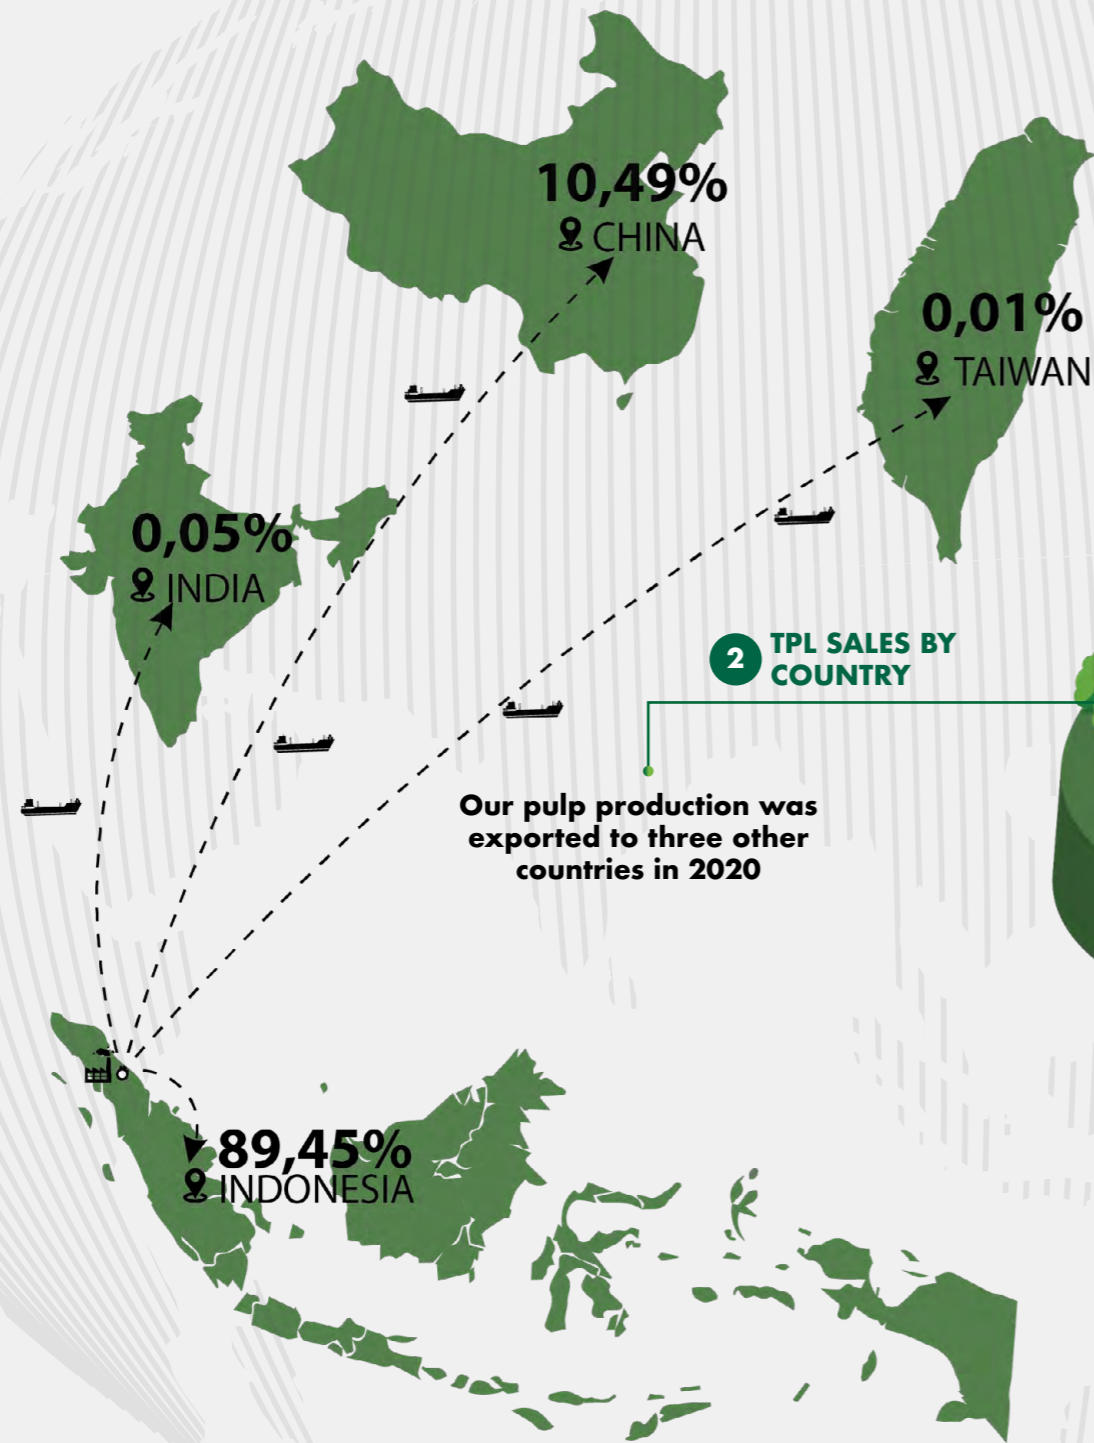 10,49%
CHINA
0,01%
TAIWAN
0,05%
INDIA
2 TPL SALES BY
COUNTRY
Our pulp production was
exported to three other
countries in 2020
89,45%
INDONESIA